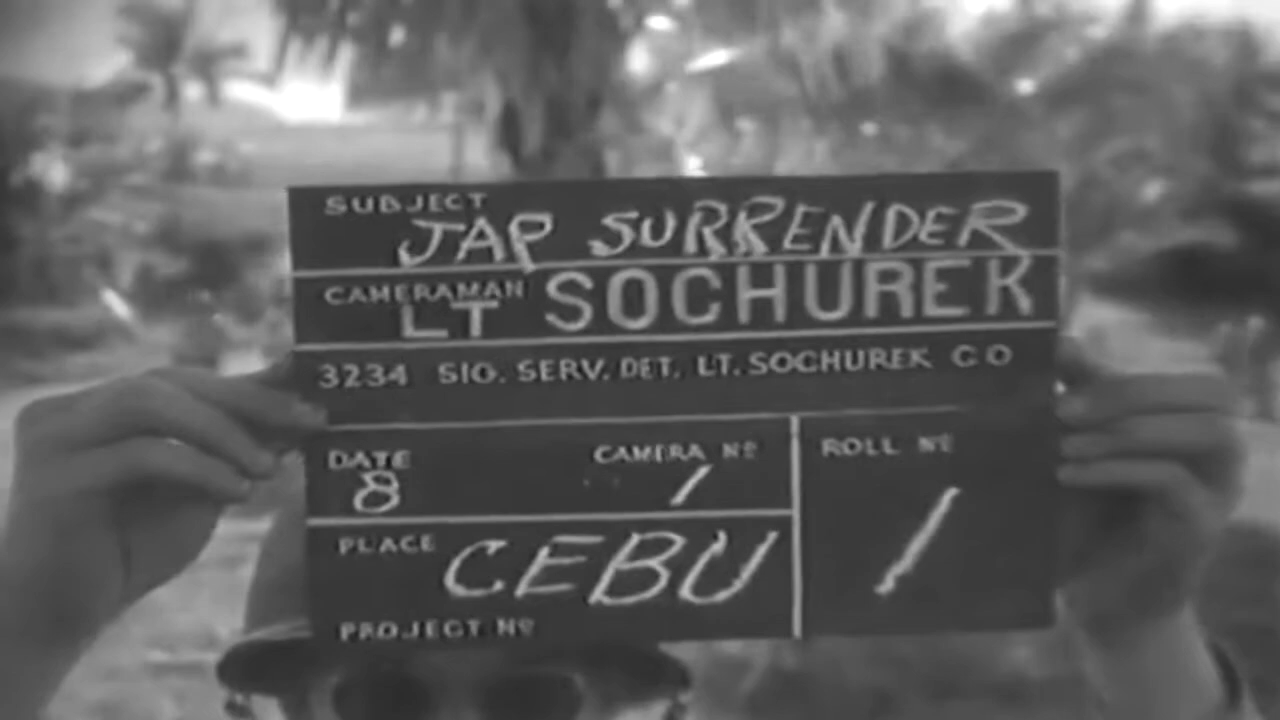 SUBJECT
JAP SURRENDER
CAMERAMAN
LT SOCHUREK
3234 SIG. SERV. DET. LT. SOCHUREK CO
DATE
8
CAMERA Nº
1
ROLL Nº
1
PLACE CEBU
PROJECT Nº